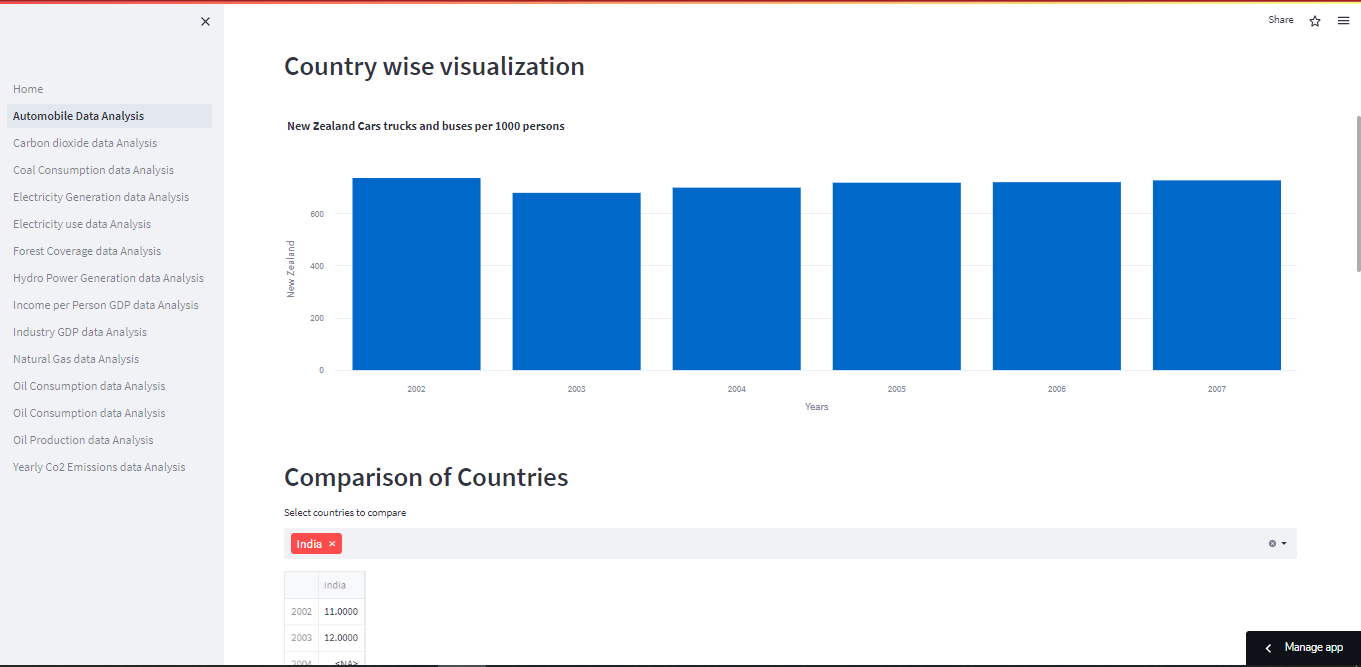 Share
Home
Automobile Data Analysis
Carbon dioxide data Analysis
Coal Consumption data Analysis
Electricity Generation data Analysis
Electricity use data Analysis
Forest Coverage data Analysis
Hydro Power Generation data Analysis
Income per Person GDP data Analysis
Industry GDP data Analysis
Natural Gas data Analysis
Oil Consumption data Analysis
Oil Consumption data Analysis
Oil Production data Analysis
Yearly Co2 Emissions data Analysis
Country wise visualization
New Zealand Cars trucks and buses per 1000 persons
New Zealand
600
400
200
0
2002 2003 2004 2005 2006 2007
Years
Comparison of Countries
Select countries to compare
India
India
2002 11.0000
2003 12.0000
2004 <NA>
Manage app